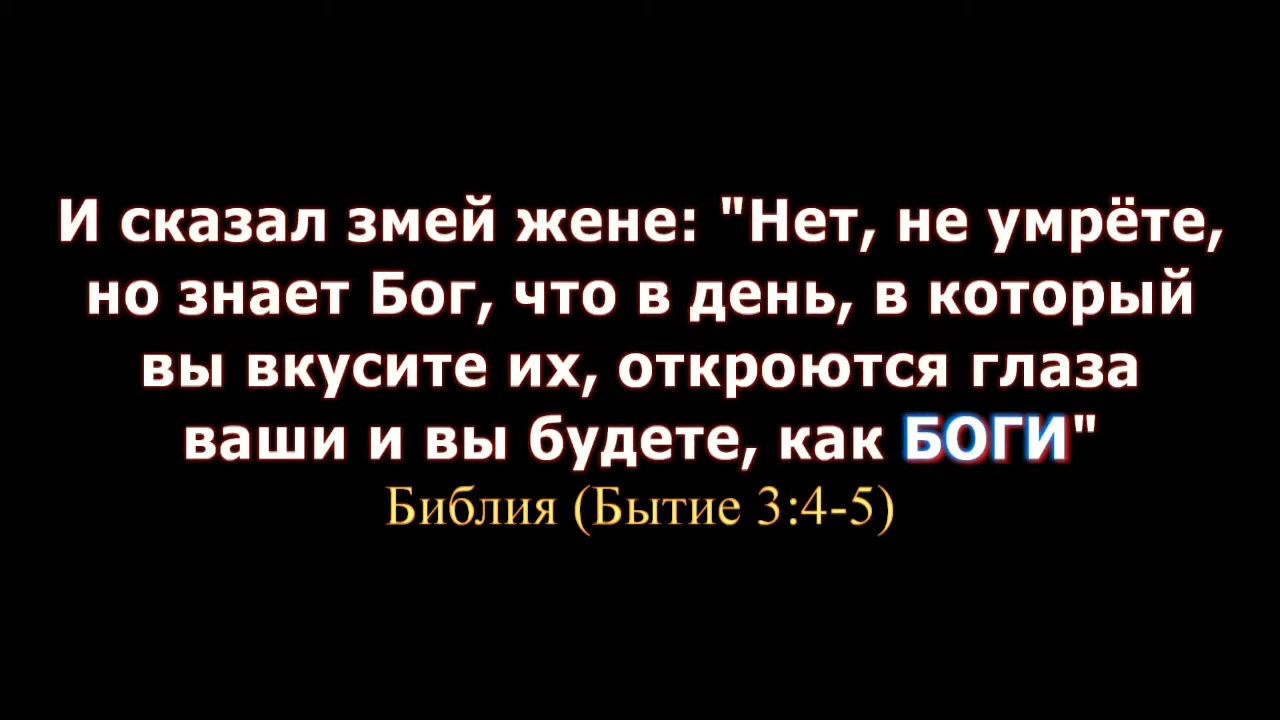 И сказал змей жене: "Нет, не умрёте,
но знает Бог, что в день, в который
вы вкусите их, откроются глаза
ваши и вы будете, как БОГИ"
Библия (Бытие 3:4-5)